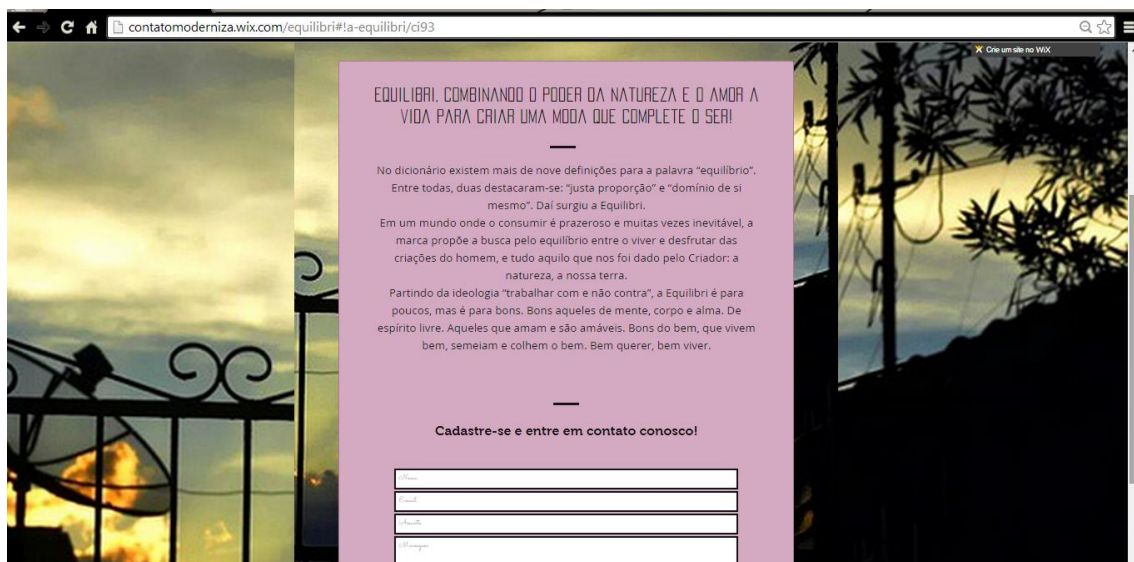 contatomoderniza.wix.com/equilibri#!a-equilibri/ci93
Crie um site no WiX
EQUILIBRI, COMBINANDO O PODER DA NATUREZA E O AMOR A
VIDA PARA CRIAR UMA MODA QUE COMPLETE O SER!
No dicionário existem mais de nove definições para a palavra “equilíbrio”.
Entre todas, duas destacaram-se: “justa proporção” e “domínio de si
mesmo”. Daí surgiu a Equilibri.
Em um mundo onde o consumir é prazeroso e muitas vezes inevitável, a
marca propõe a busca pelo equilíbrio entre o viver e desfrutar das
criações do homem, e tudo aquilo que nos foi dado pelo Criador: a
natureza, a nossa terra.
Partindo da ideologia “trabalhar com e não contra”, a Equilibri é para
poucos, mas é para bons. Bons aqueles de mente, corpo e alma. De
espírito livre. Aqueles que amam e são amáveis. Bons do bem, que vivem
bem, semeiam e colhem o bem. Bem querer, bem viver.
Cadastre-se e entre em contato conosco!
Nome
Email
Assunto
Mensagem